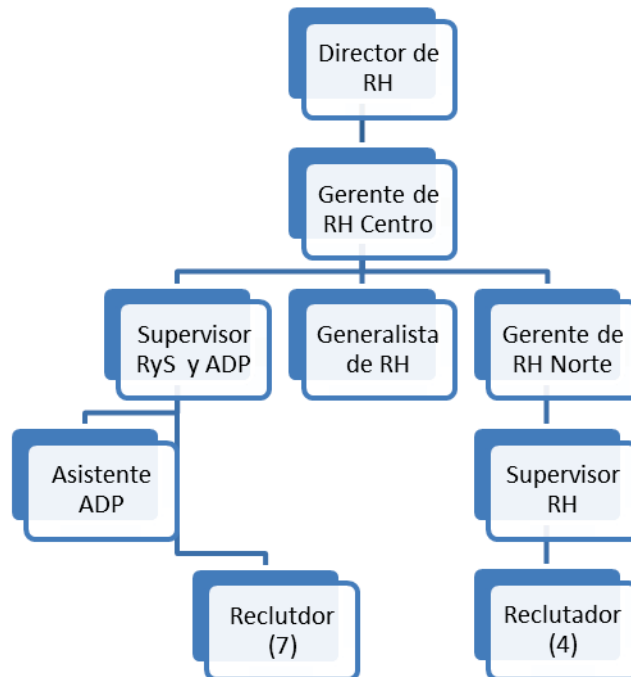 Director de
RH
Gerente de
RH Centro
Supervisor
RyS y ADP
Generalista
de RH
Gerente de
RH Norte
Asistente
ADP
Supervisor
RH
Reclutdor
(7)
Reclutador
(4)